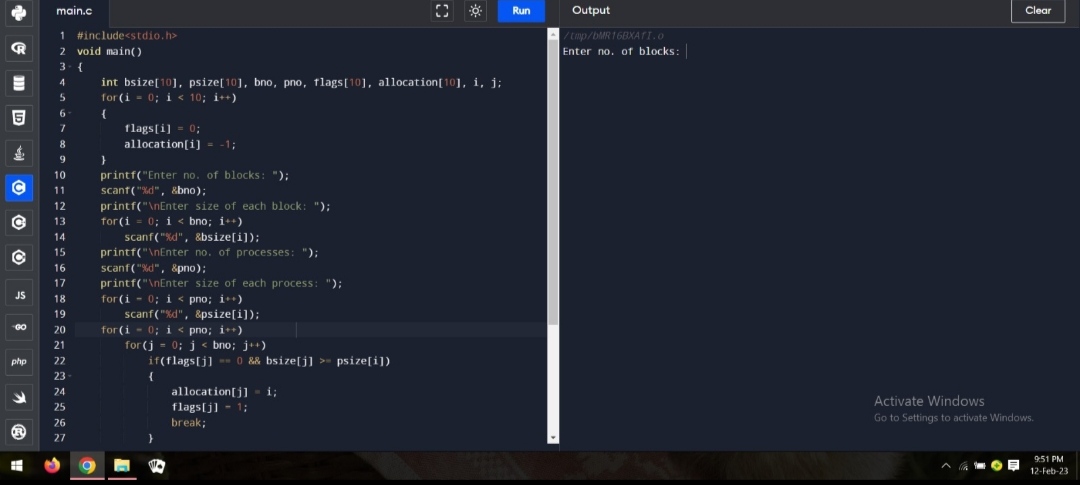 main.c
Run
Output
Clear
1 #include<stdio.h>
2 void main()
3 {
4 int bsize[10], psize[10], bno, pno, flags[10], allocation[10], i, j;
5 for(i = 0; i < 10; i++)
6 {
7 flags[i] = 0;
8 allocation[i] = -1;
9 }
10 printf("Enter no. of blocks: ");
11 scanf("%d", &bno);
12 printf("\nEnter size of each block: ");
13 for(i = 0; i < bno; i++)
14 scanf("%d", &bsize[i]);
15 printf("\nEnter no. of processes: ");
16 scanf("%d", &pno);
17 printf("\nEnter size of each process: ");
18 for(i = 0; i < pno; i++)
19 scanf("%d", &psize[i]);
20 for(i = 0; i < pno; i++)
21 for(j = 0; j < bno; j++)
22 if(flags[j] == 0 && bsize[j] >= psize[i])
23 {
24 allocation[j] = i;
25 flags[j] = 1;
26 break;
27 }
Enter no. of blocks:
JS
GO
php
Activate Windows
Go to Settings to activate Windows.
9:51 PM
12-Feb-23